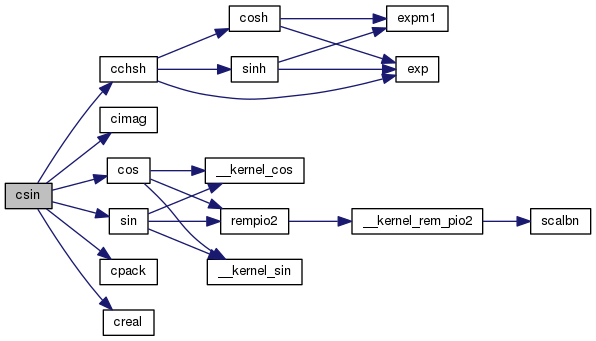 cosh
expm1
cchsh
sinh
exp
cimag
cos
__kernel_cos
csin
sin
rempio2
__kernel_rem_pio2
scalbn
cpack
__kernel_sin
creal